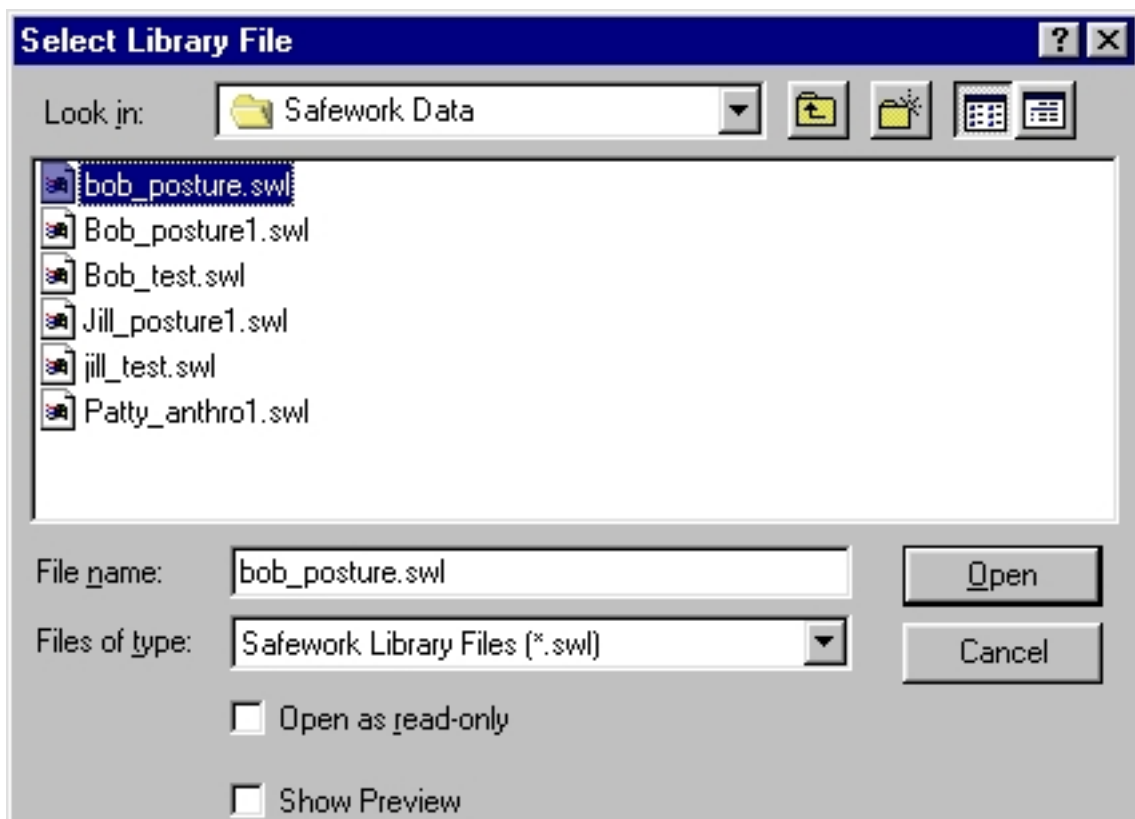 Select Library File
Look in: Safework Data
bob_posture.swl
Bob_posture1.swl
Bob_test.swl
Jill_posture1.swl
jill_test.swl
Patty_anthro1.swl
File name: bob_posture.swl Open
Files of type: Safework Library Files (*.swl) Cancel
Open as read-only
Show Preview